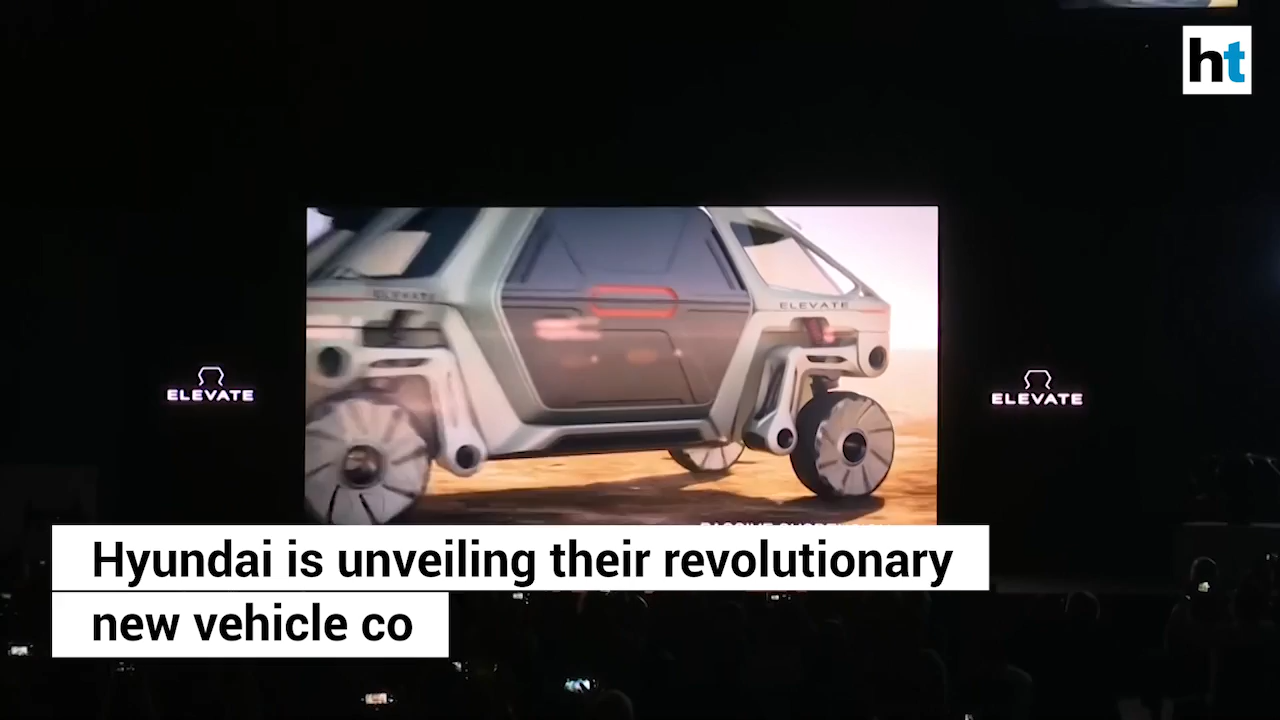 ht
ELEVATE
ELEVATE
ELEVATE
ELEVATE
Hyundai is unveiling their revolutionary
new vehicle co